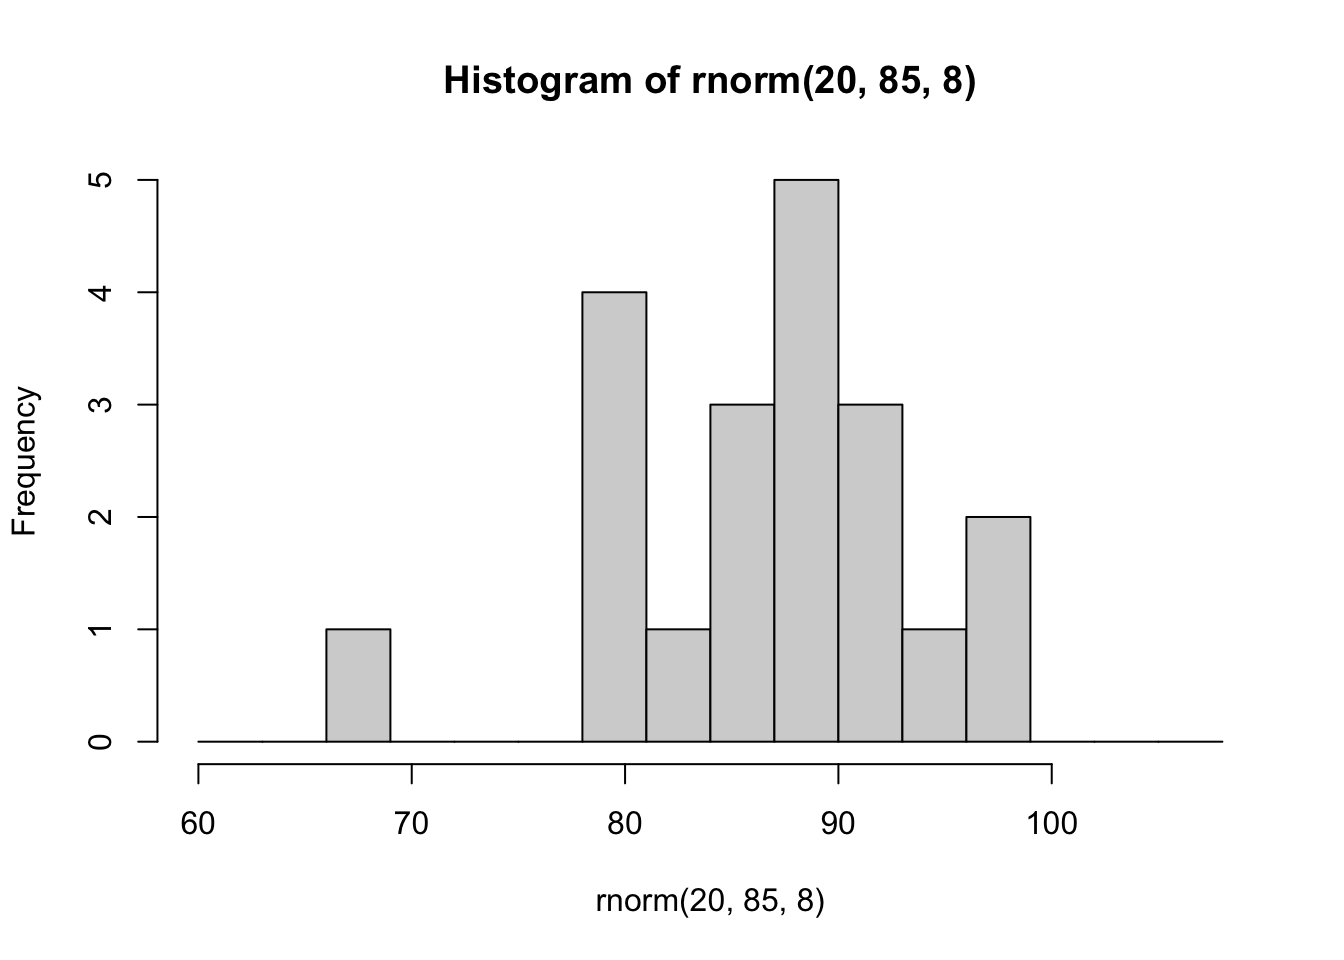 Histogram of rnorm(20, 85, 8)
5
4
3
2
1
0
Frequency
60 70 80 90 100
rnorm(20, 85, 8)